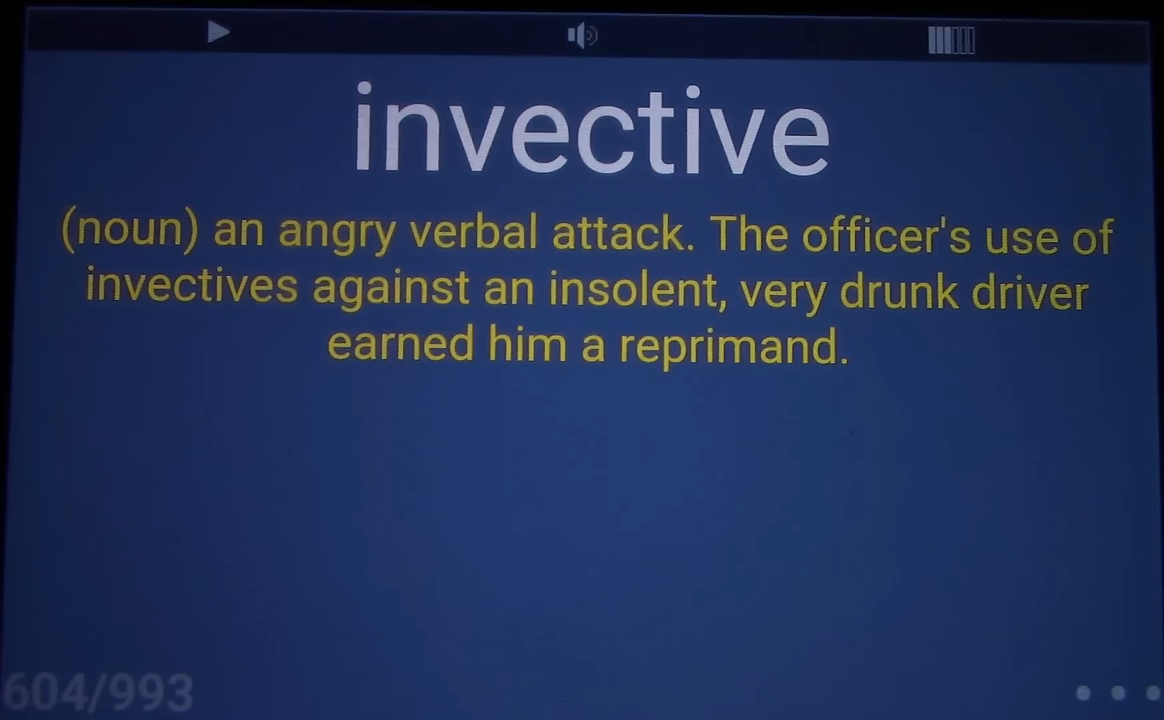 invective
(noun) an angry verbal attack. The officer's use of
invectives against an insolent, very drunk driver
earned him a reprimand.
604/993